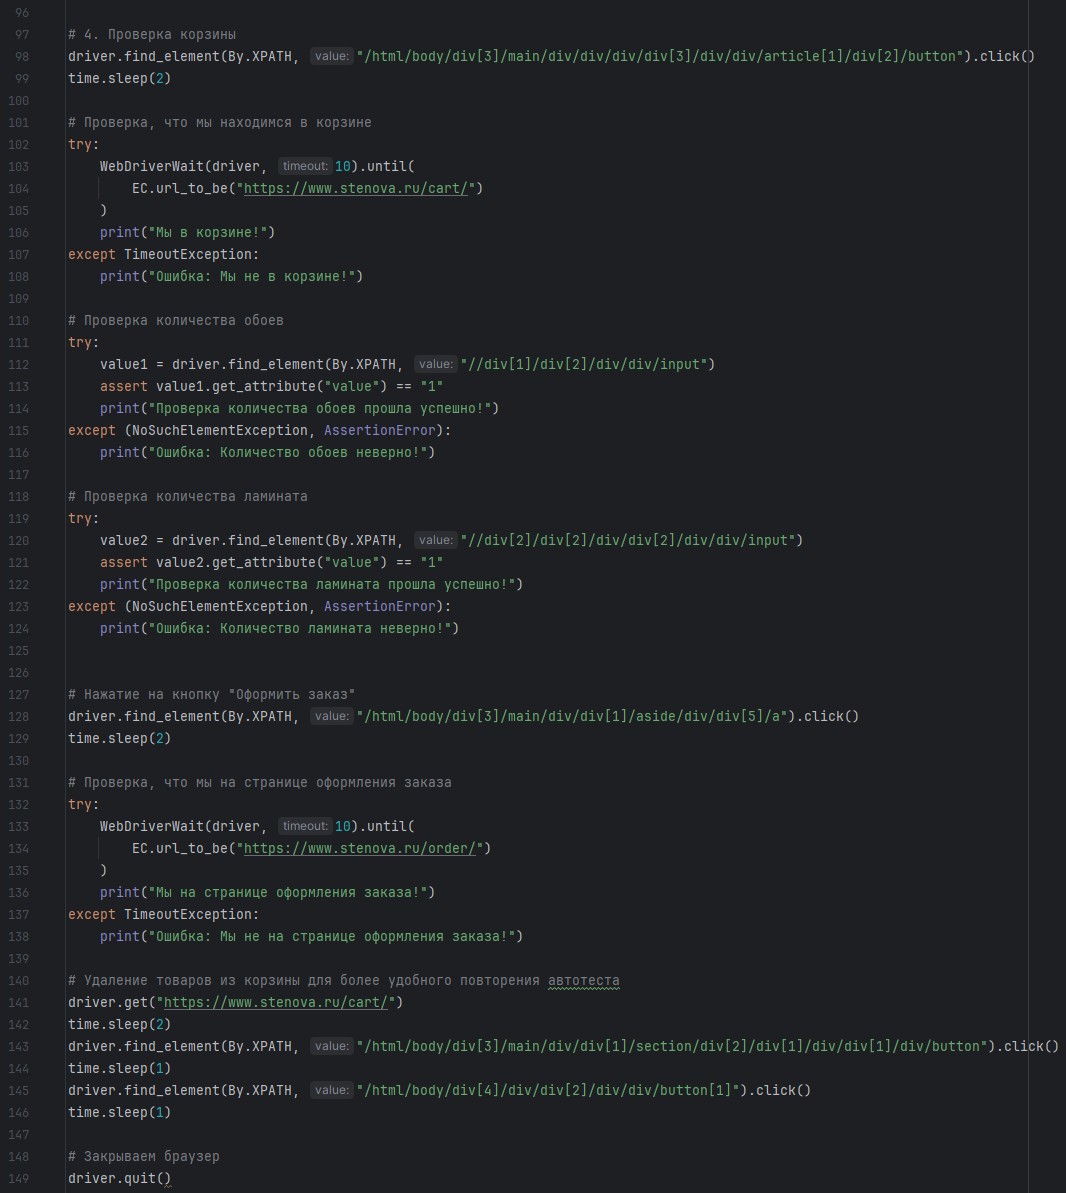 96
97 # 4. Проверка корзины
98 driver.find_element(By.XPATH, value: "/html/body/div[3]/main/div/div/div/div[3]/div/div/article[1]/div[2]/button").click()
99 time.sleep(2)
100
101 # Проверка, что мы находимся в корзине
102 try:
103     WebDriverWait(driver, timeout: 10).until(
104         EC.url_to_be("https://www.stenova.ru/cart/")
105     )
106     print("Мы в корзине!")
107 except TimeoutException:
108     print("Ошибка: Мы не в корзине!")
109
110 # Проверка количества обоев
111 try:
112     value1 = driver.find_element(By.XPATH, value: "//div[1]/div[2]/div/div/input")
113     assert value1.get_attribute("value") == "1"
114     print("Проверка количества обоев прошла успешно!")
115 except (NoSuchElementException, AssertionError):
116     print("Ошибка: Количество обоев неверно!")
117
118 # Проверка количества ламината
119 try:
120     value2 = driver.find_element(By.XPATH, value: "//div[2]/div[2]/div/div[2]/div/div/input")
121     assert value2.get_attribute("value") == "1"
122     print("Проверка количества ламината прошла успешно!")
123 except (NoSuchElementException, AssertionError):
124     print("Ошибка: Количество ламината неверно!")
125
126
127 # Нажатие на кнопку "Оформить заказ"
128 driver.find_element(By.XPATH, value: "/html/body/div[3]/main/div/div[1]/aside/div/div[5]/a").click()
129 time.sleep(2)
130
131 # Проверка, что мы на странице оформления заказа
132 try:
133     WebDriverWait(driver, timeout: 10).until(
134         EC.url_to_be("https://www.stenova.ru/order/")
135     )
136     print("Мы на странице оформления заказа!")
137 except TimeoutException:
138     print("Ошибка: Мы не на странице оформления заказа!")
139
140 # Удаление товаров из корзины для более удобного повторения автотеста
141 driver.get("https://www.stenova.ru/cart/")
142 time.sleep(2)
143 driver.find_element(By.XPATH, value: "/html/body/div[3]/main/div/div[1]/section/div[2]/div[1]/div/div[1]/div/button").click()
144 time.sleep(1)
145 driver.find_element(By.XPATH, value: "/html/body/div[4]/div/div[2]/div/div/button[1]").click()
146 time.sleep(1)
147
148 # Закрываем браузер
149 driver.quit()